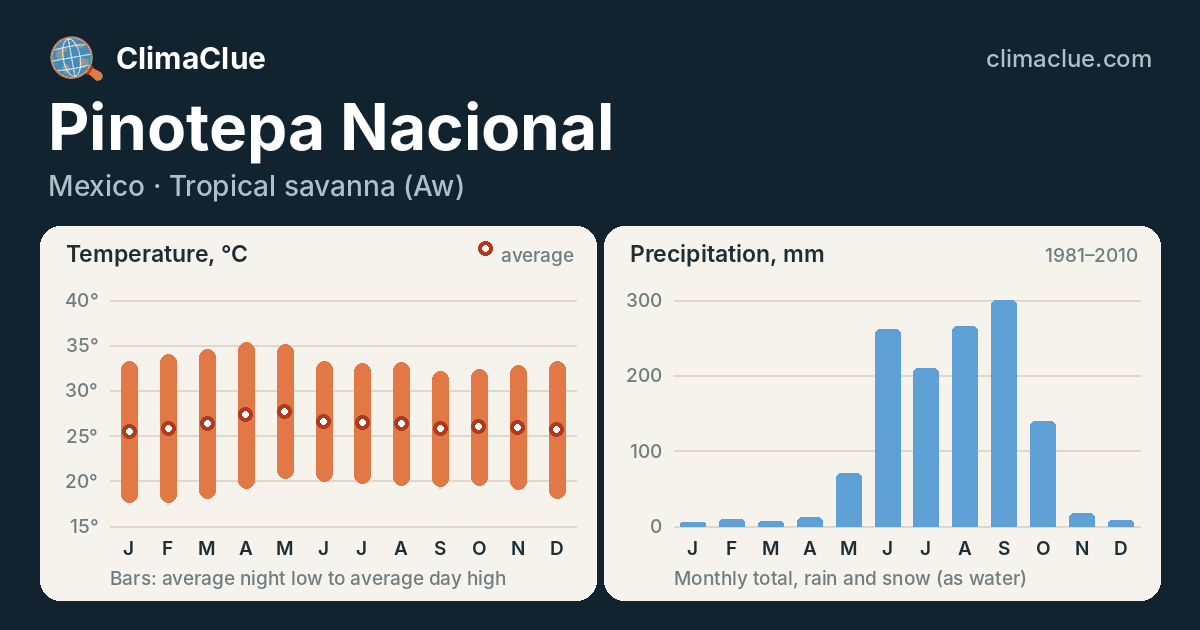 ClimaClue
climaclue.com
Pinotepa Nacional
Mexico · Tropical savanna (Aw)
Temperature, °C
average
40°
35°
30°
25°
20°
15°
J F M A M J J A S O N D
Bars: average night low to average day high
Precipitation, mm
1981–2010
300
200
100
0
J F M A M J J A S O N D
Monthly total, rain and snow (as water)